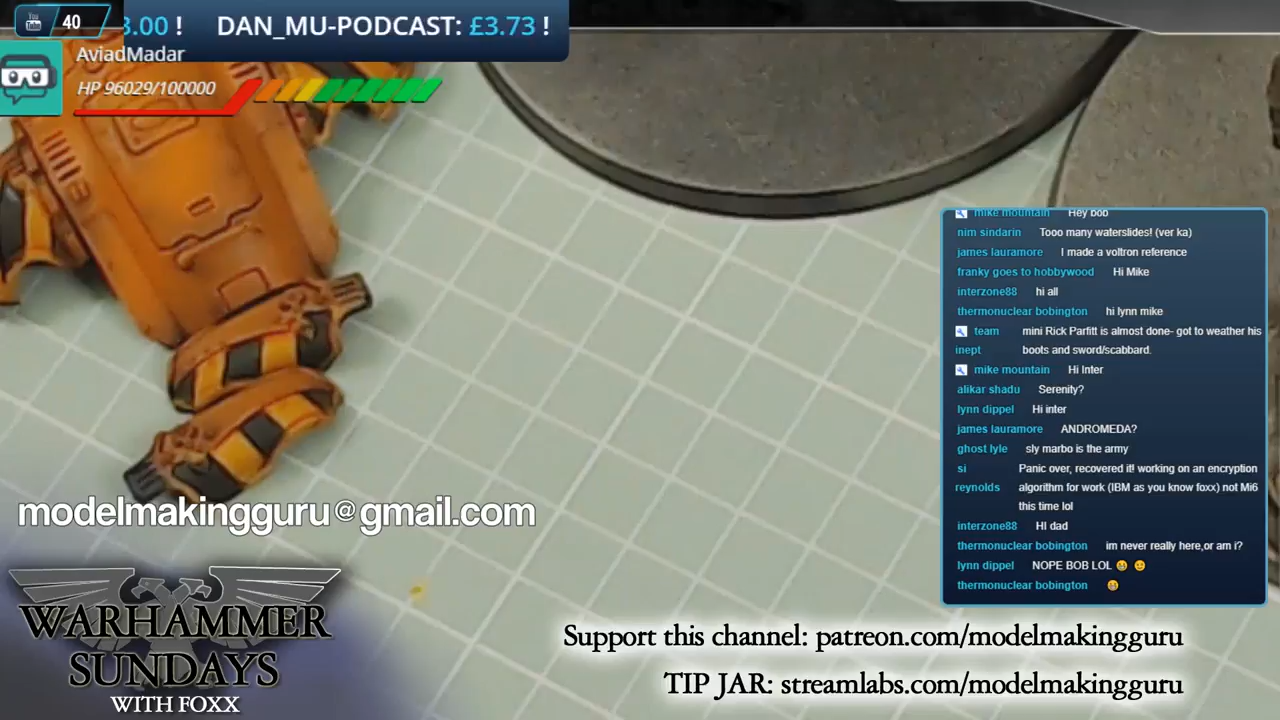 40
3.00 ! DAN_MU-PODCAST: £3.73 !
AviadMadar
HP 96029/100000
mike mountain Hey bob
nim sindarin Tooo many waterslides! (ver ka)
james lauramore I made a voltron reference
franky goes to hobbywood Hi Mike
interzone88 hi all
thermonuclear bobington hi lynn mike
team mini Rick Parfitt is almost done- got to weather his
inept boots and sword/scabbard.
mike mountain Hi Inter
alikar shadu Serenity?
lynn dippel Hi inter
james lauramore ANDROMEDA?
ghost lyle sly marbo is the army
si Panic over, recovered it! working on an encryption
reynolds algorithm for work (IBM as you know foxx) not Mi6
this time lol
interzone88 HI dad
thermonuclear bobington im never really here,or am i?
lynn dippel NOPE BOB LOL
thermonuclear bobington
modelmakingguru@gmail.com
WARHAMMER
SUNDAYS
WITH FOXX
Support this channel: patreon.com/modelmakingguru
TIP JAR: streamlabs.com/modelmakingguru